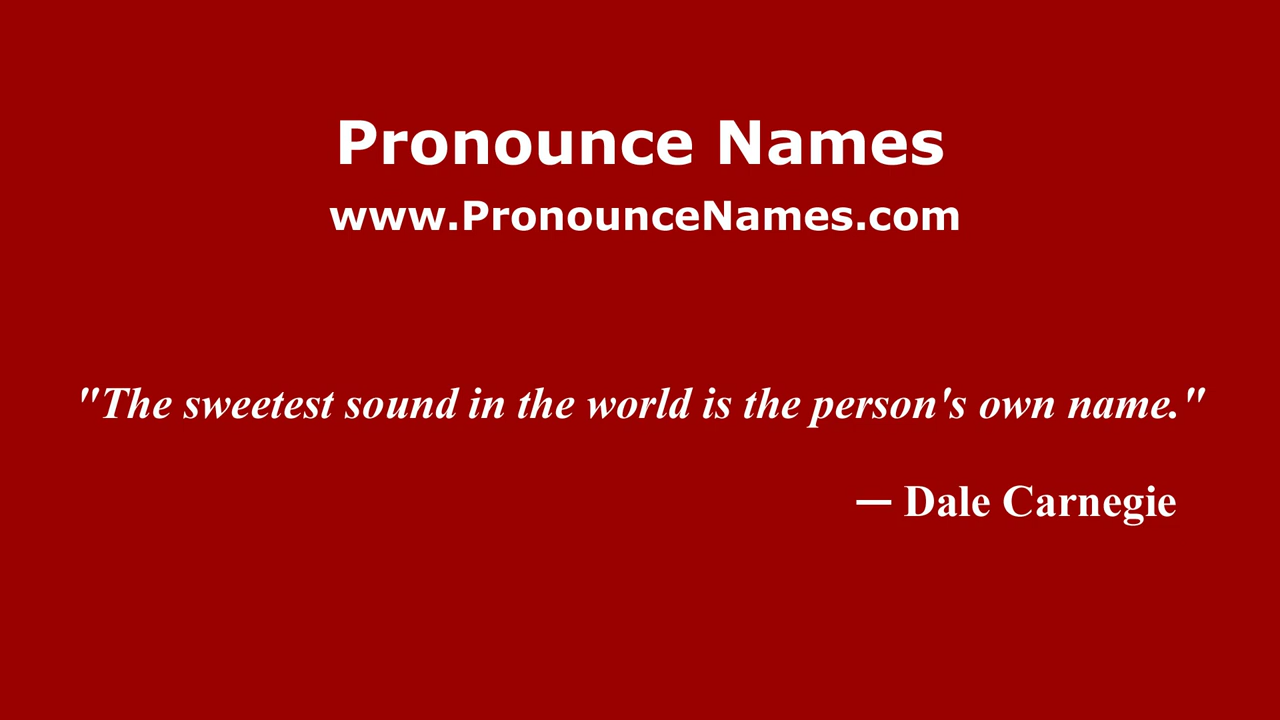 Pronounce Names
www.PronounceNames.com
"The sweetest sound in the world is the person's own name."
— Dale Carnegie